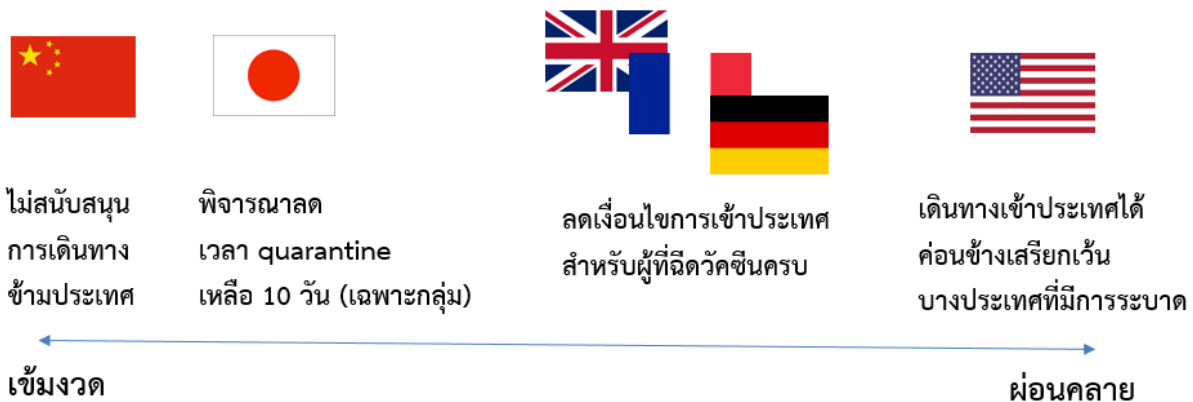 ไม่สนับสนุน
การเดินทาง
ข้ามประเทศ
พิจารณาลด
เวลา quarantine
เหลือ 10 วัน (เฉพาะกลุ่ม)
ลดเงื่อนไขการเข้าประเทศ
สำหรับผู้ที่ฉีดวัคซีนครบ
เดินทางเข้าประเทศได้
ค่อนข้างเสรียกเว้น
บางประเทศที่มีการระบาด
เข้มงวด
ผ่อนคลาย